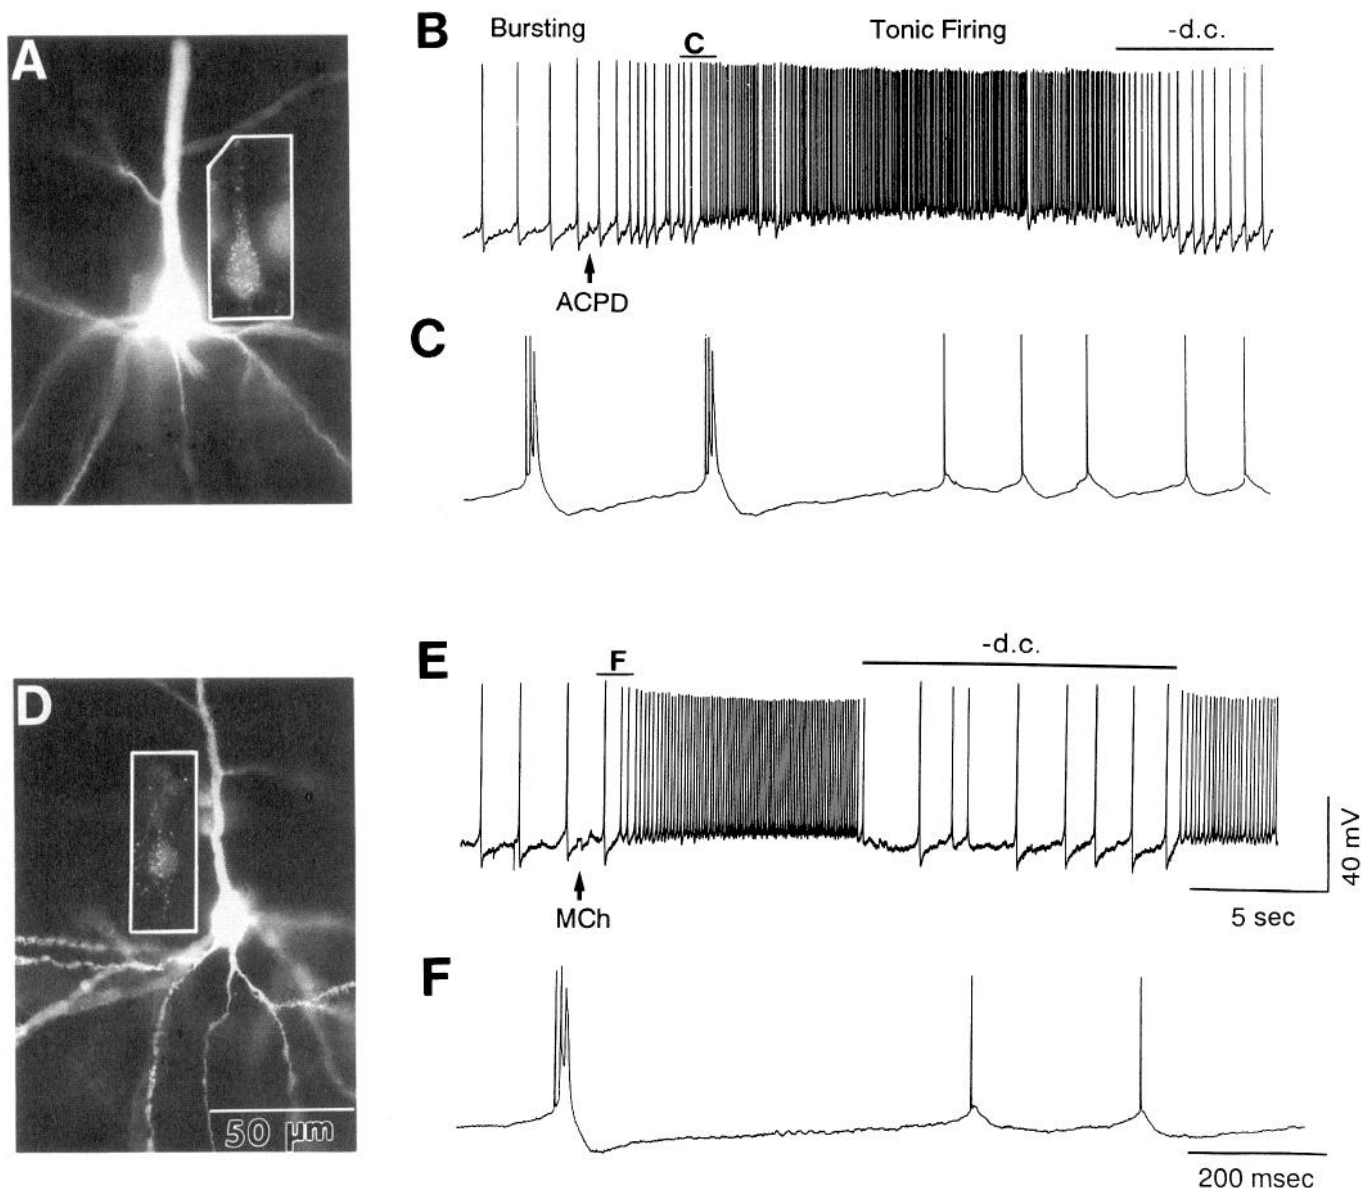 A
B
Bursting
C
Tonic Firing
-d.c.
ACPD
C
D
50 µm
E
F
-d.c.
MCh
40 mV
5 sec
F
200 msec